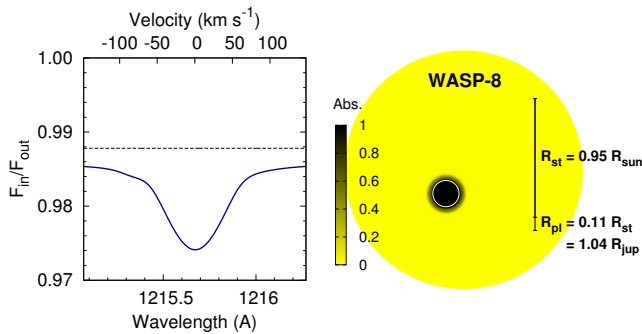 Velocity (km s⁻¹)
-100 -50 0 50 100
1.00
0.99
0.98
0.97
F_in/F_out
1215.5 1216
Wavelength (A)
Abs.
1
0.8
0.6
0.4
0.2
0
WASP-8
R_st = 0.95 R_sun
R_pl = 0.11 R_st
= 1.04 R_jup